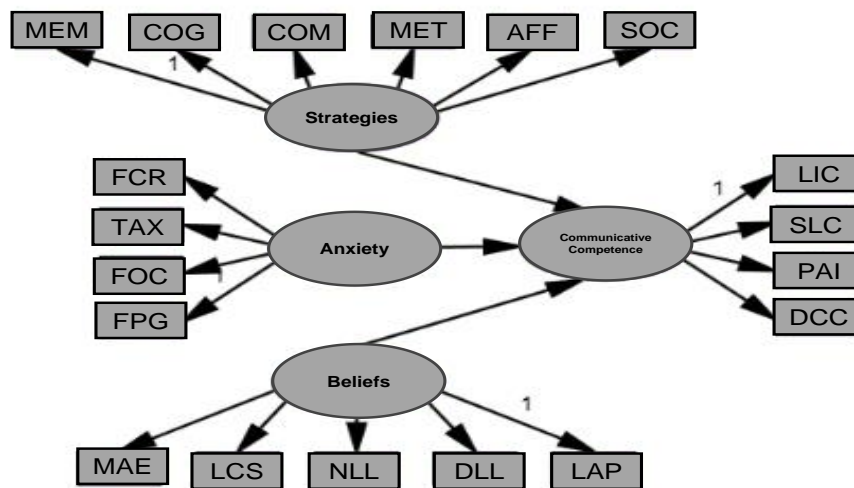 MEM COG COM MET AFF SOC
1
Strategies
FCR
TAX
FOC
FPG
1
Anxiety
Communicative
Competence
1
LIC
SLC
PAI
DCC
Beliefs
1
MAE LCS NLL DLL LAP